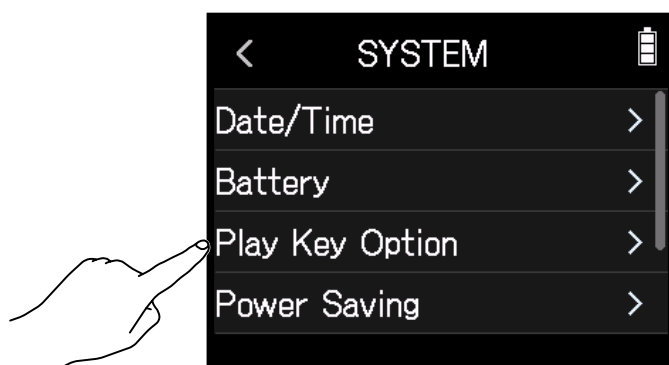 SYSTEM
Date/Time
Battery
Play Key Option
Power Saving